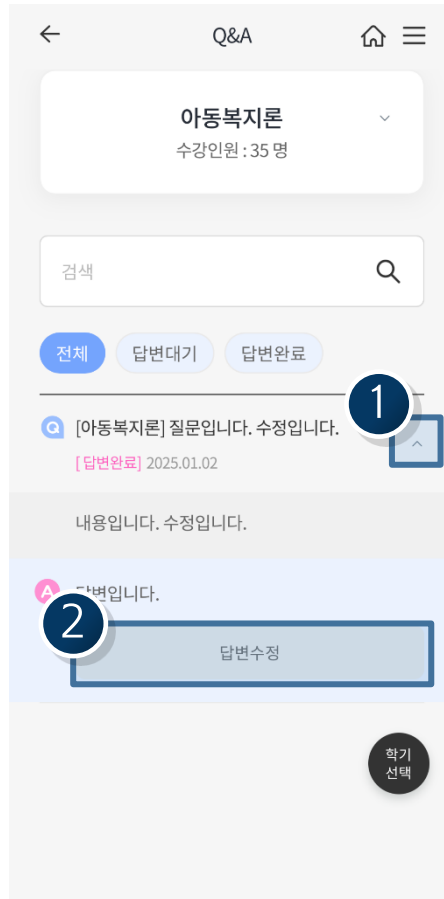 Q&A
아동복지론
수강인원 : 35 명
검색
전체 답변대기 답변완료
1
Q [아동복지론] 질문입니다. 수정입니다.
[답변완료] 2025.01.02
내용입니다. 수정입니다.
A 답변입니다.
2
답변수정
학기
선택